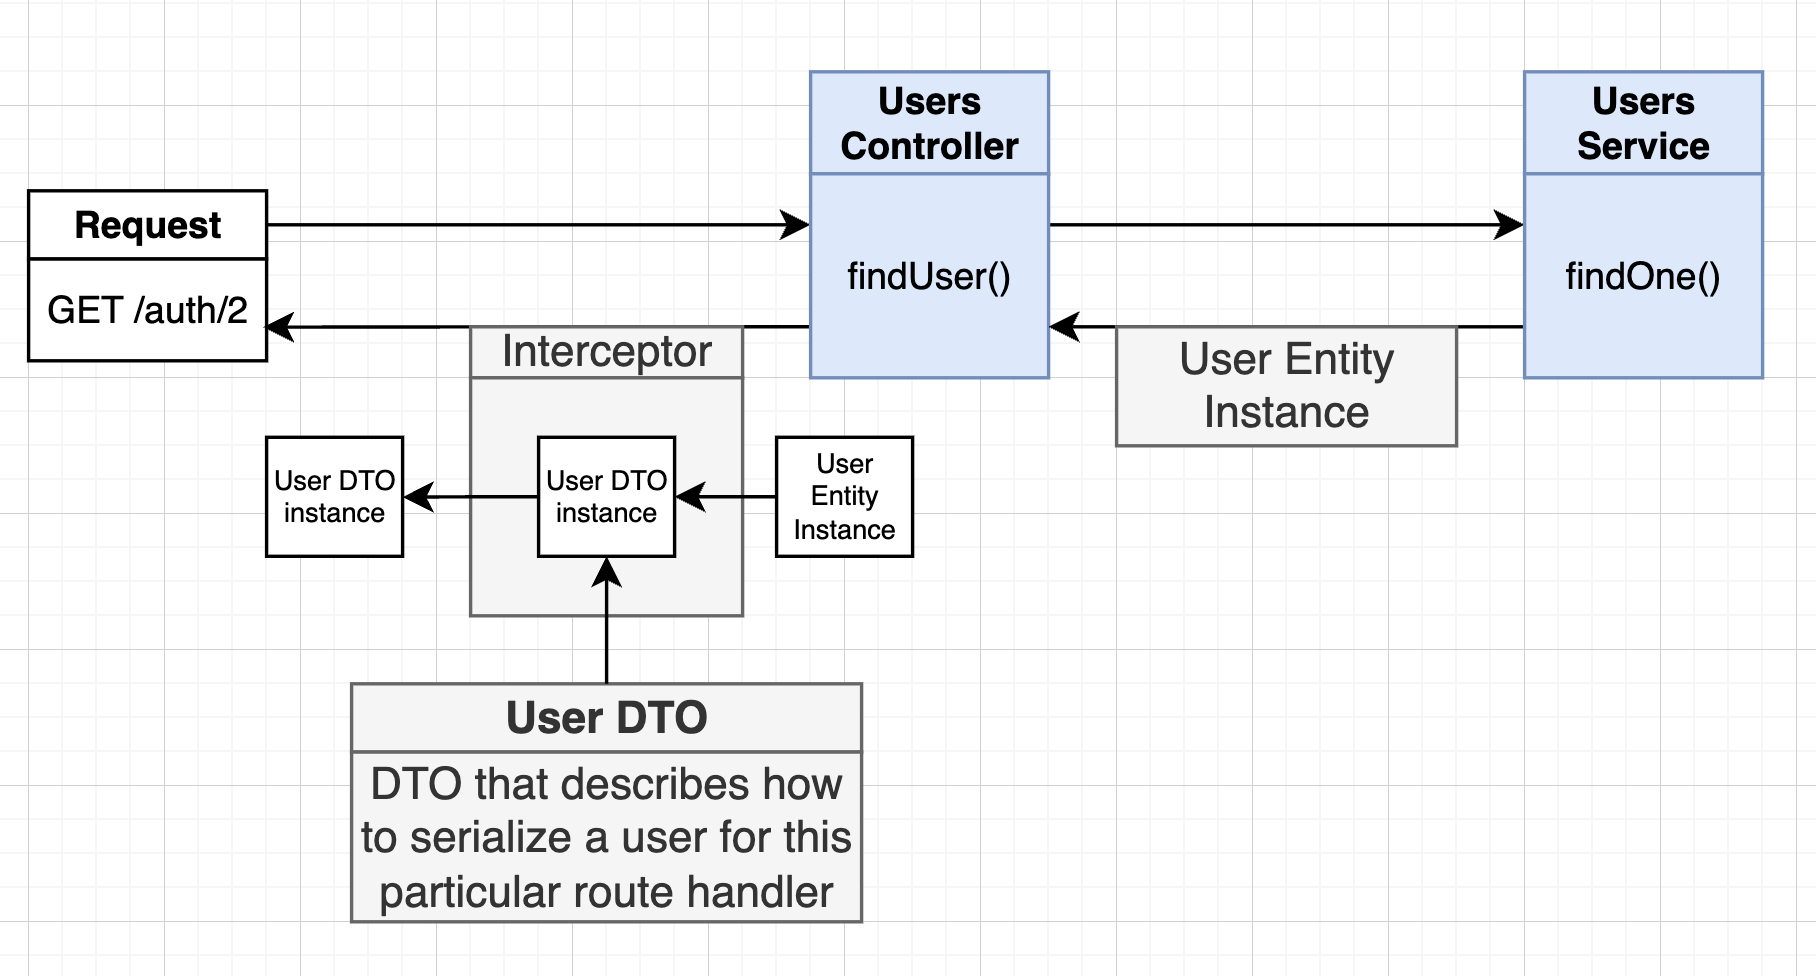 Users
Controller
findUser()
Users
Service
findOne()
Request
GET /auth/2
Interceptor
User Entity
Instance
User DTO
instance
User DTO
instance
User
Entity
Instance
User DTO
DTO that describes how
to serialize a user for this
particular route handler